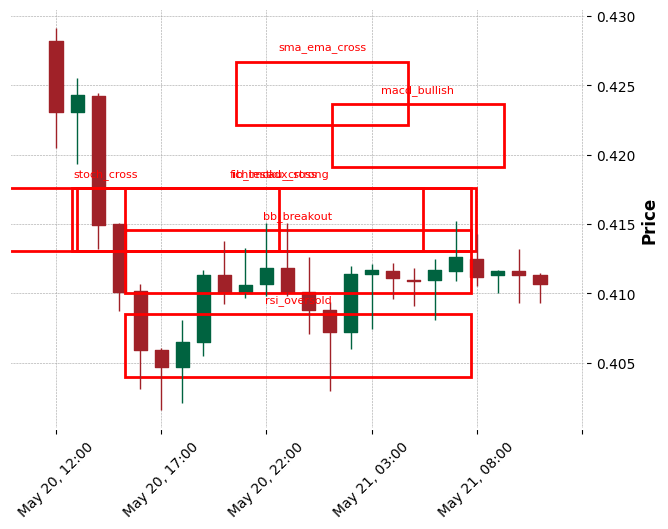 0.430
sma_ema_cross
0.425
macd_bullish
0.420
stoch_cross
0.415
Price
bb_breakout
0.410
rsi_oversold
0.405
May 20, 12:00
May 20, 17:00
May 20, 22:00
May 21, 03:00
May 21, 08:00